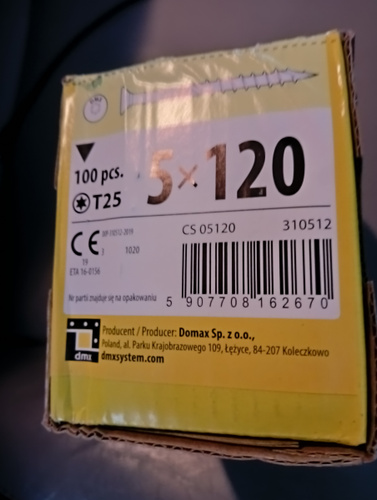 100 pcs.
T25
5×120
CE
19
ETA 16-0156
1020
CS 05120
310512
Nr partii znajduje się na opakowaniu
5 907708 162670
dmx
Producent / Producer: Domax Sp. z o.o.,
Poland, al. Parku Krajobrazowego 109, Łężyce, 84-207 Koleczkowo
dmxsystem.com